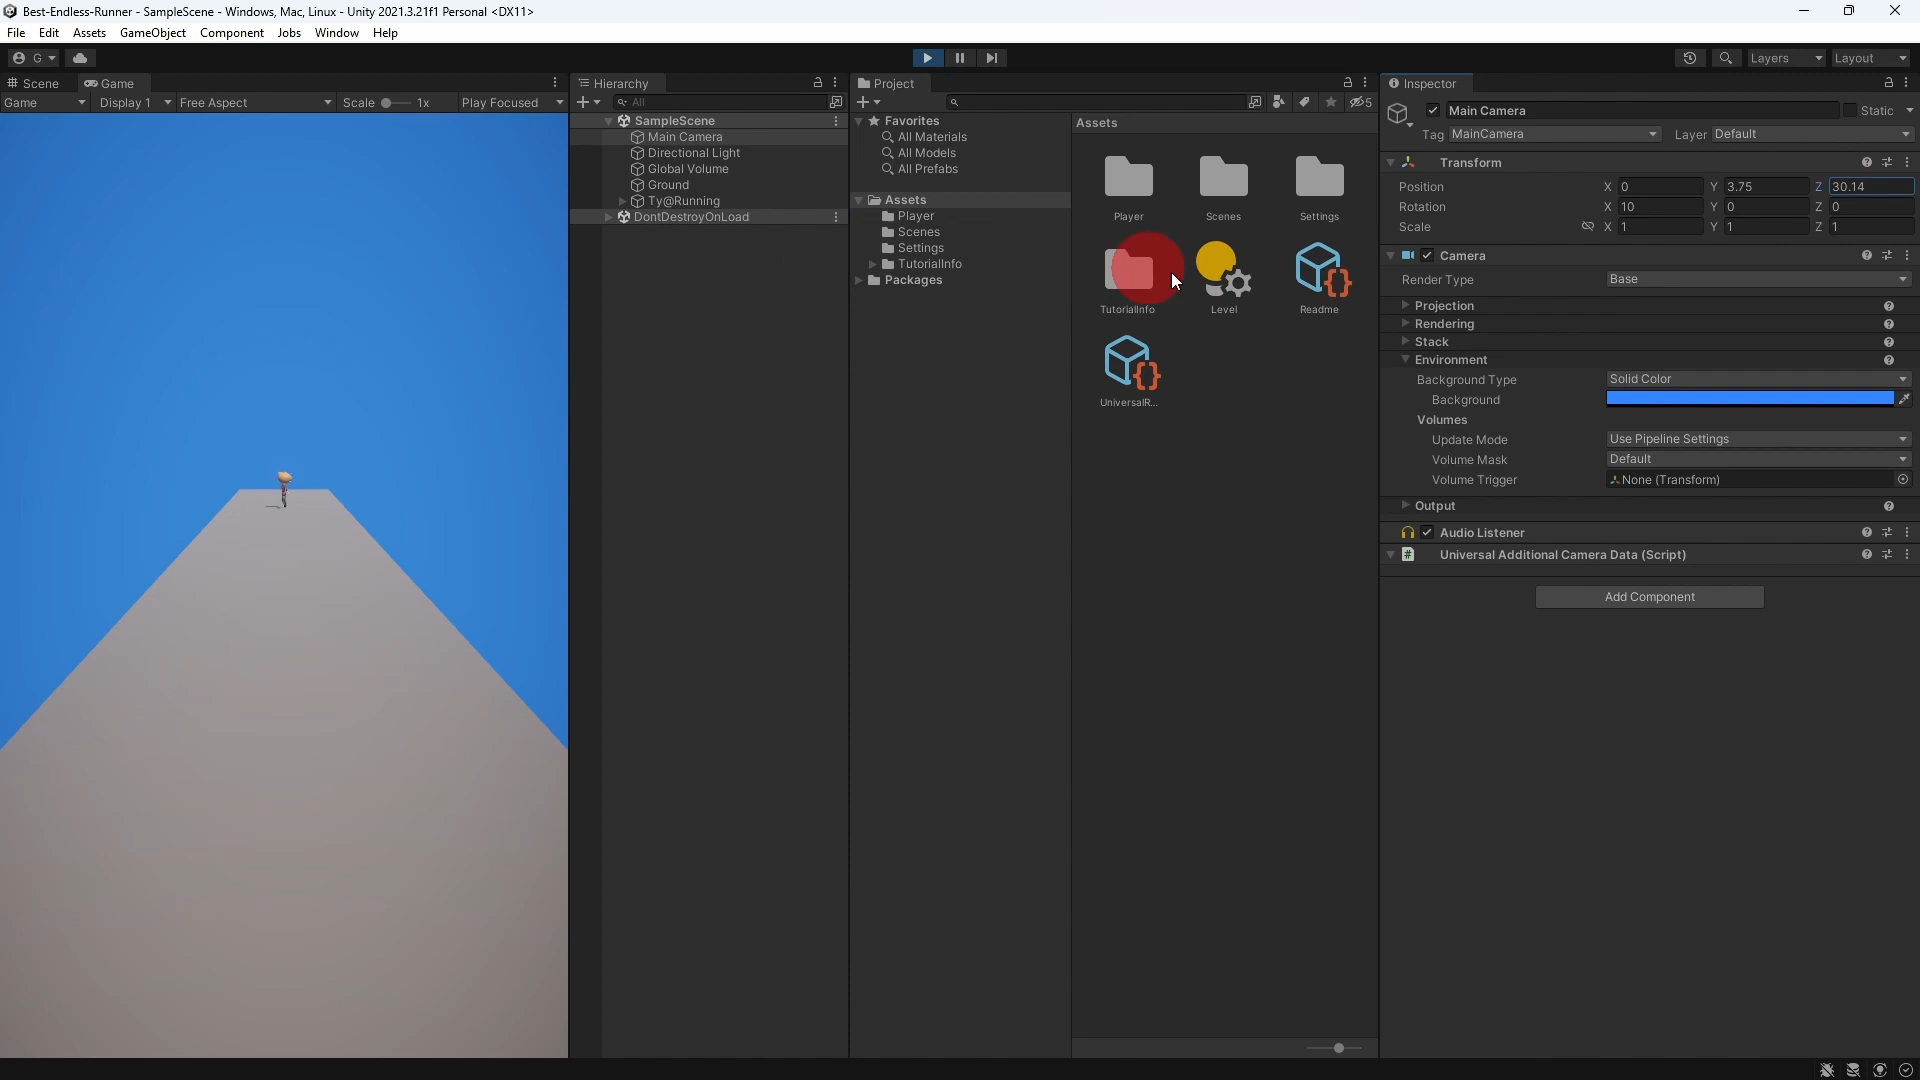 Best-Endless-Runner - SampleScene - Windows, Mac, Linux - Unity 2021.3.21f1 Personal <DX11>
File Edit Assets GameObject Component Jobs Window Help
G Layers Layout
Scene Game
Game Display 1 Free Aspect Scale 1x Play Focused
Hierarchy
All
SampleScene
Main Camera
Directional Light
Global Volume
Ground
Ty@Running
DontDestroyOnLoad
Project
5
Favorites
All Materials
All Models
All Prefabs
Assets
Player
Scenes
Settings
TutorialInfo
Packages
Assets
Player Scenes Settings
TutorialInfo Level Readme
UniversalR...
Inspector
Main Camera Static
Tag MainCamera Layer Default
Transform
Position X 0 Y 3.75 Z 30.14
Rotation X 10 Y 0 Z 0
Scale X 1 Y 1 Z 1
Camera
Render Type Base
Projection
Rendering
Stack
Environment
Background Type Solid Color
Background
Volumes
Update Mode Use Pipeline Settings
Volume Mask Default
Volume Trigger None (Transform)
Output
Audio Listener
# Universal Additional Camera Data (Script)
Add Component